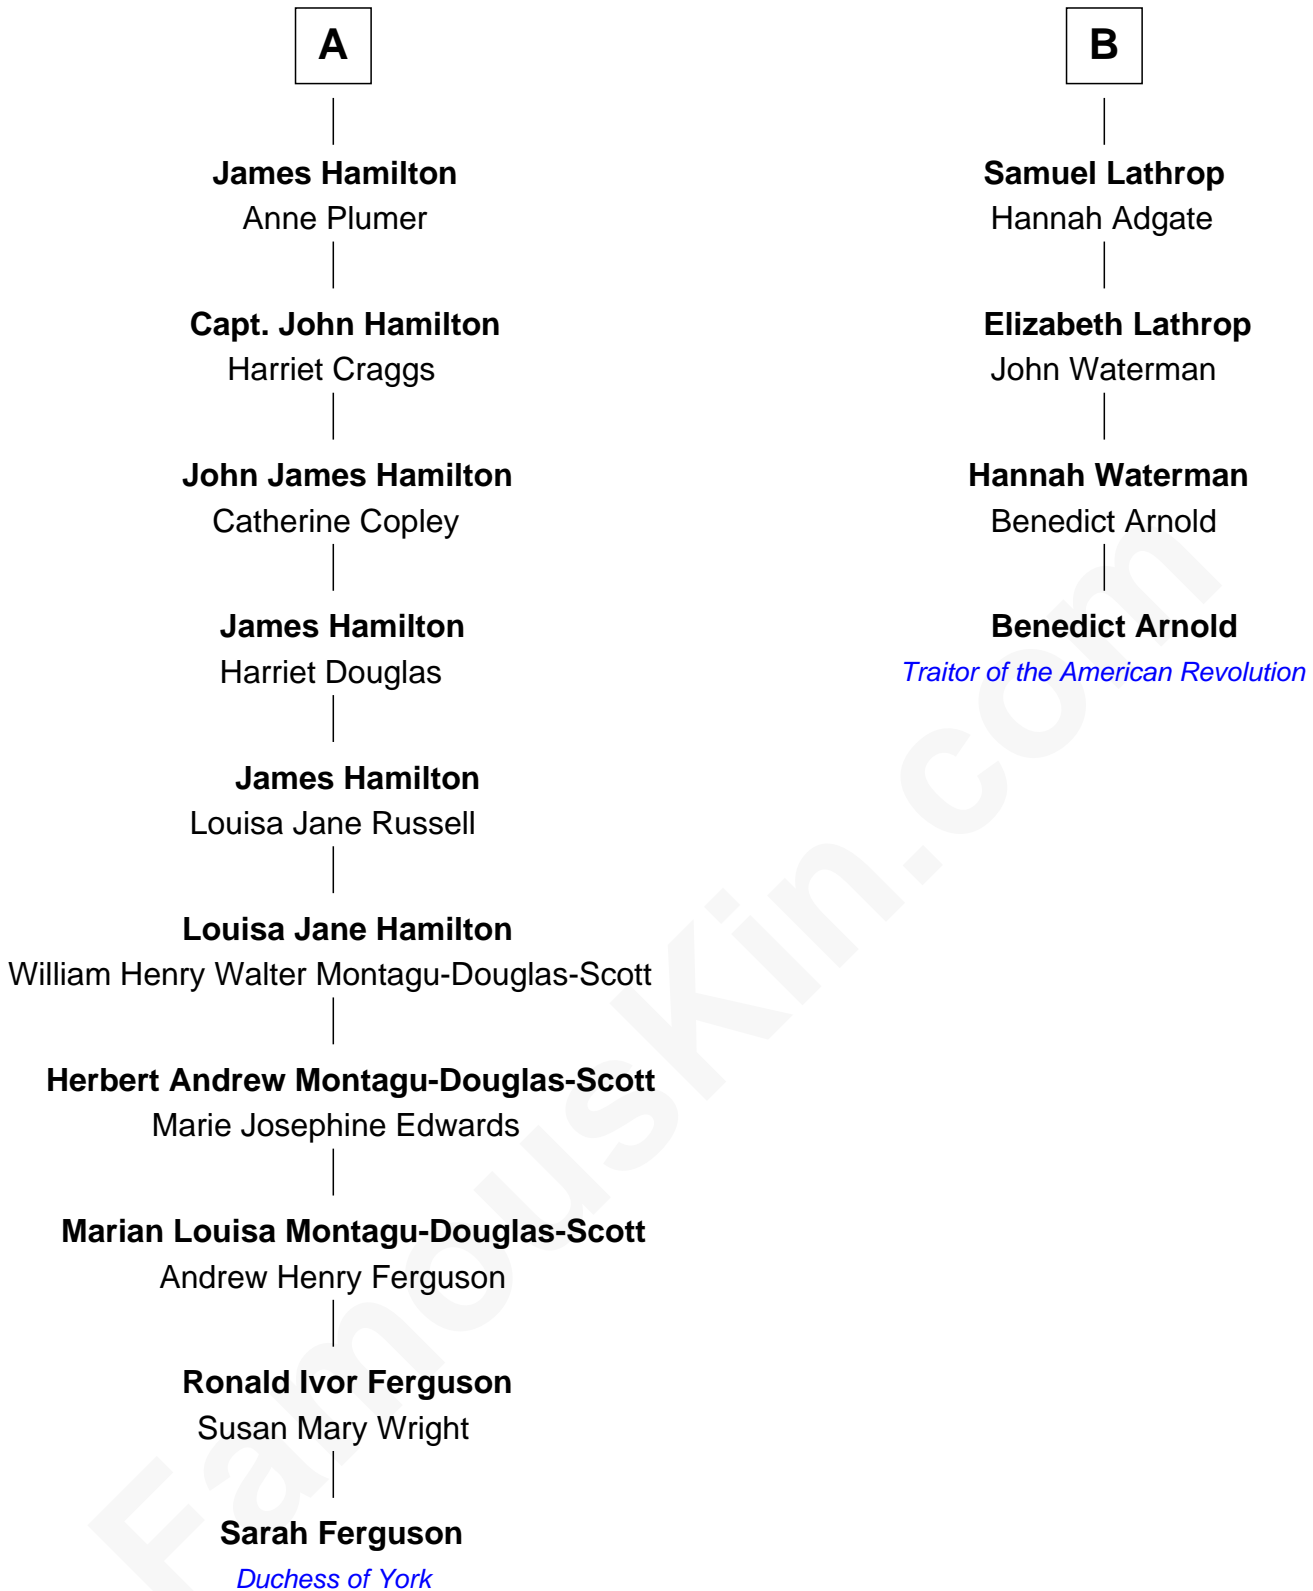 A
James Hamilton
Anne Plumer
Capt. John Hamilton
Harriet Craggs
John James Hamilton
Catherine Copley
James Hamilton
Harriet Douglas
James Hamilton
Louisa Jane Russell
Louisa Jane Hamilton
William Henry Walter Montagu-Douglas-Scott
Herbert Andrew Montagu-Douglas-Scott
Marie Josephine Edwards
Marian Louisa Montagu-Douglas-Scott
Andrew Henry Ferguson
Ronald Ivor Ferguson
Susan Mary Wright
Sarah Ferguson
Duchess of York
B
Samuel Lathrop
Hannah Adgate
Elizabeth Lathrop
John Waterman
Hannah Waterman
Benedict Arnold
Benedict Arnold
Traitor of the American Revolution
FamousKin.com